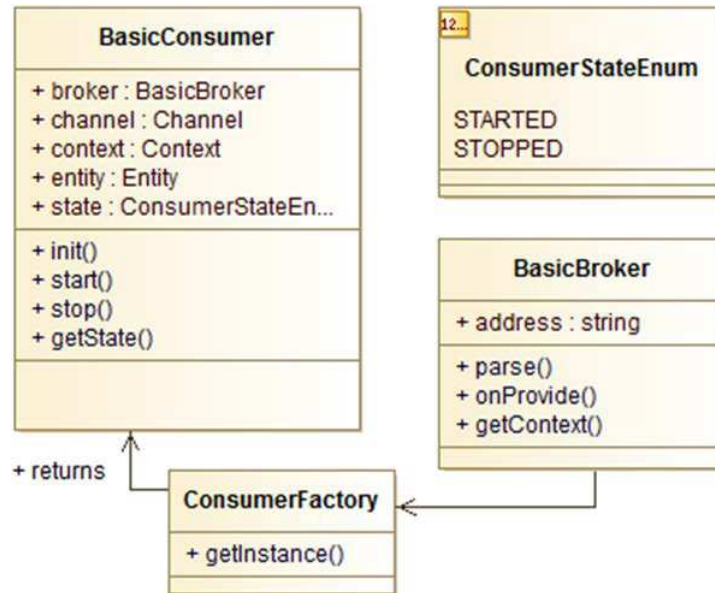 BasicConsumer
+ broker : BasicBroker
+ channel : Channel
+ context : Context
+ entity : Entity
+ state : ConsumerStateEn...
+ init()
+ start()
+ stop()
+ getState()
12...
ConsumerStateEnum
STARTED
STOPPED
BasicBroker
+ address : string
+ parse()
+ onProvide()
+ getContext()
+ returns
ConsumerFactory
+ getInstance()